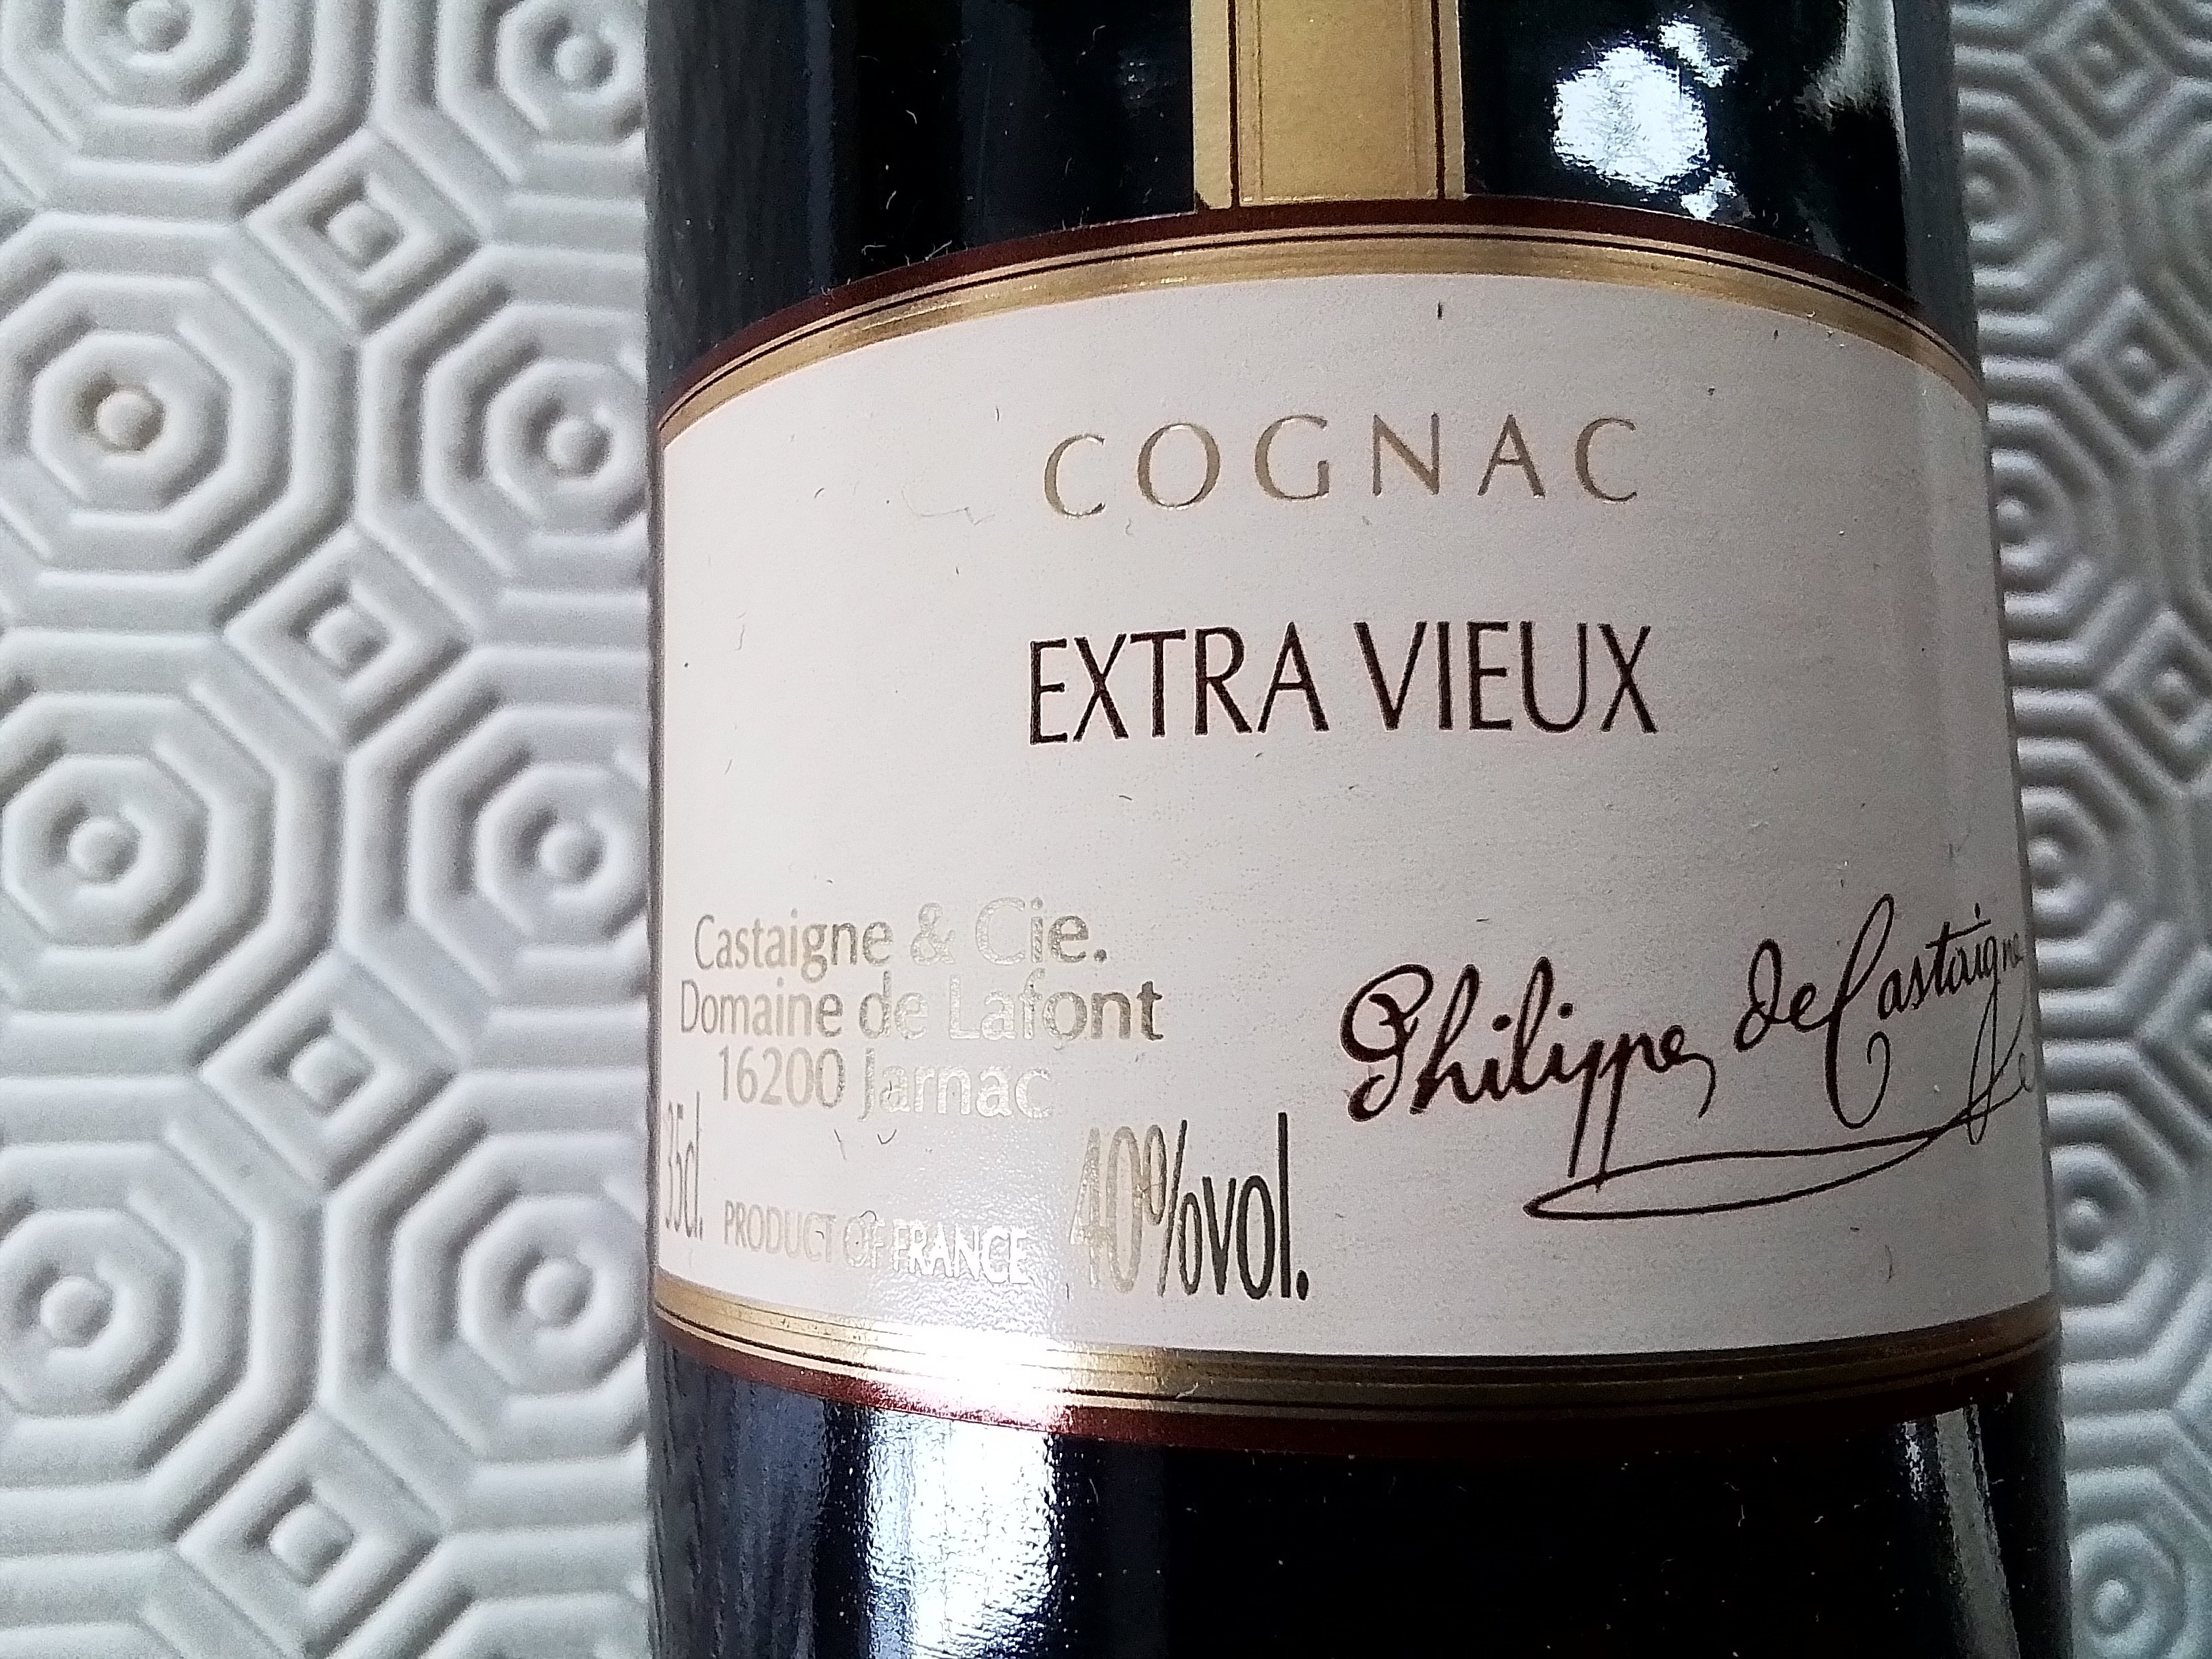 COGNAC
EXTRA VIEUX
Castaigne & Cie.
Domaine de Lafont
16200 Jarnac
35cl. PRODUCT OF FRANCE 40%vol.
Philippe de Castaigne